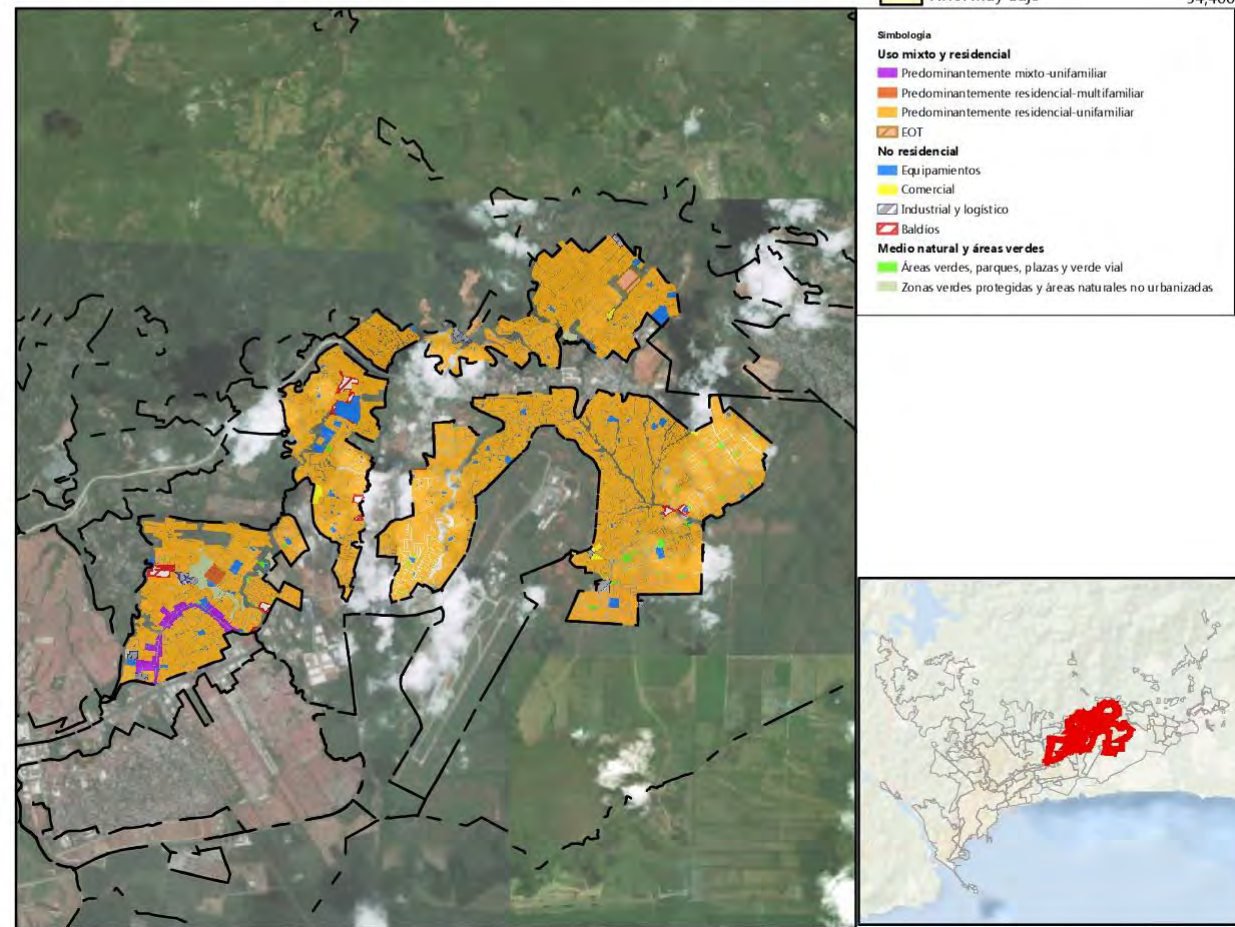 Simbología
Uso mixto y residencial
Predominantemente mixto-unifamiliar
Predominantemente residencial-multifamiliar
Predominantemente residencial-unifamiliar
EOT
No residencial
Equipamientos
Comercial
Industrial y logístico
Baldíos
Medio natural y áreas verdes
Áreas verdes, parques, plazas y verde vial
Zonas verdes protegidas y áreas naturales no urbanizadas